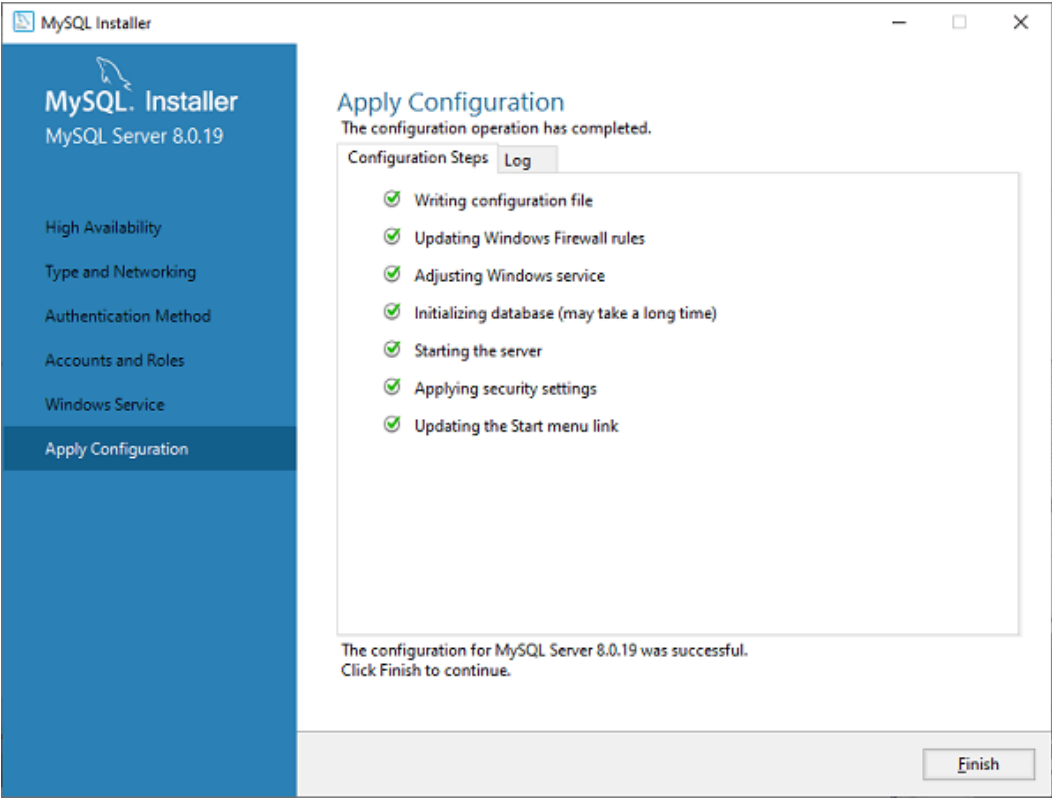 MySQL Installer
MySQL. Installer
MySQL Server 8.0.19
High Availability
Type and Networking
Authentication Method
Accounts and Roles
Windows Service
Apply Configuration
Apply Configuration
The configuration operation has completed.
Configuration Steps Log
Writing configuration file
Updating Windows Firewall rules
Adjusting Windows service
Initializing database (may take a long time)
Starting the server
Applying security settings
Updating the Start menu link
The configuration for MySQL Server 8.0.19 was successful.
Click Finish to continue.
Finish